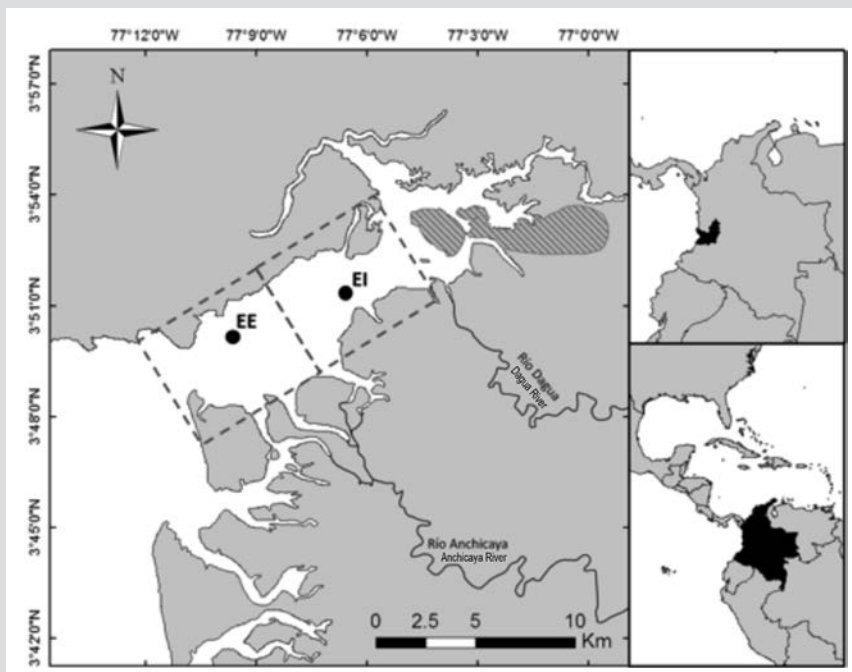 77°12'0"W 77°9'0"W 77°6'0"W 77°3'0"W 77°0'0"W
3°57'0"N
3°54'0"N
3°51'0"N
3°48'0"N
3°45'0"N
3°42'0"N
N
EI
EE
Río Dagua
Dagua River
Río Anchicaya
Anchicaya River
0 2.5 5 10
Km